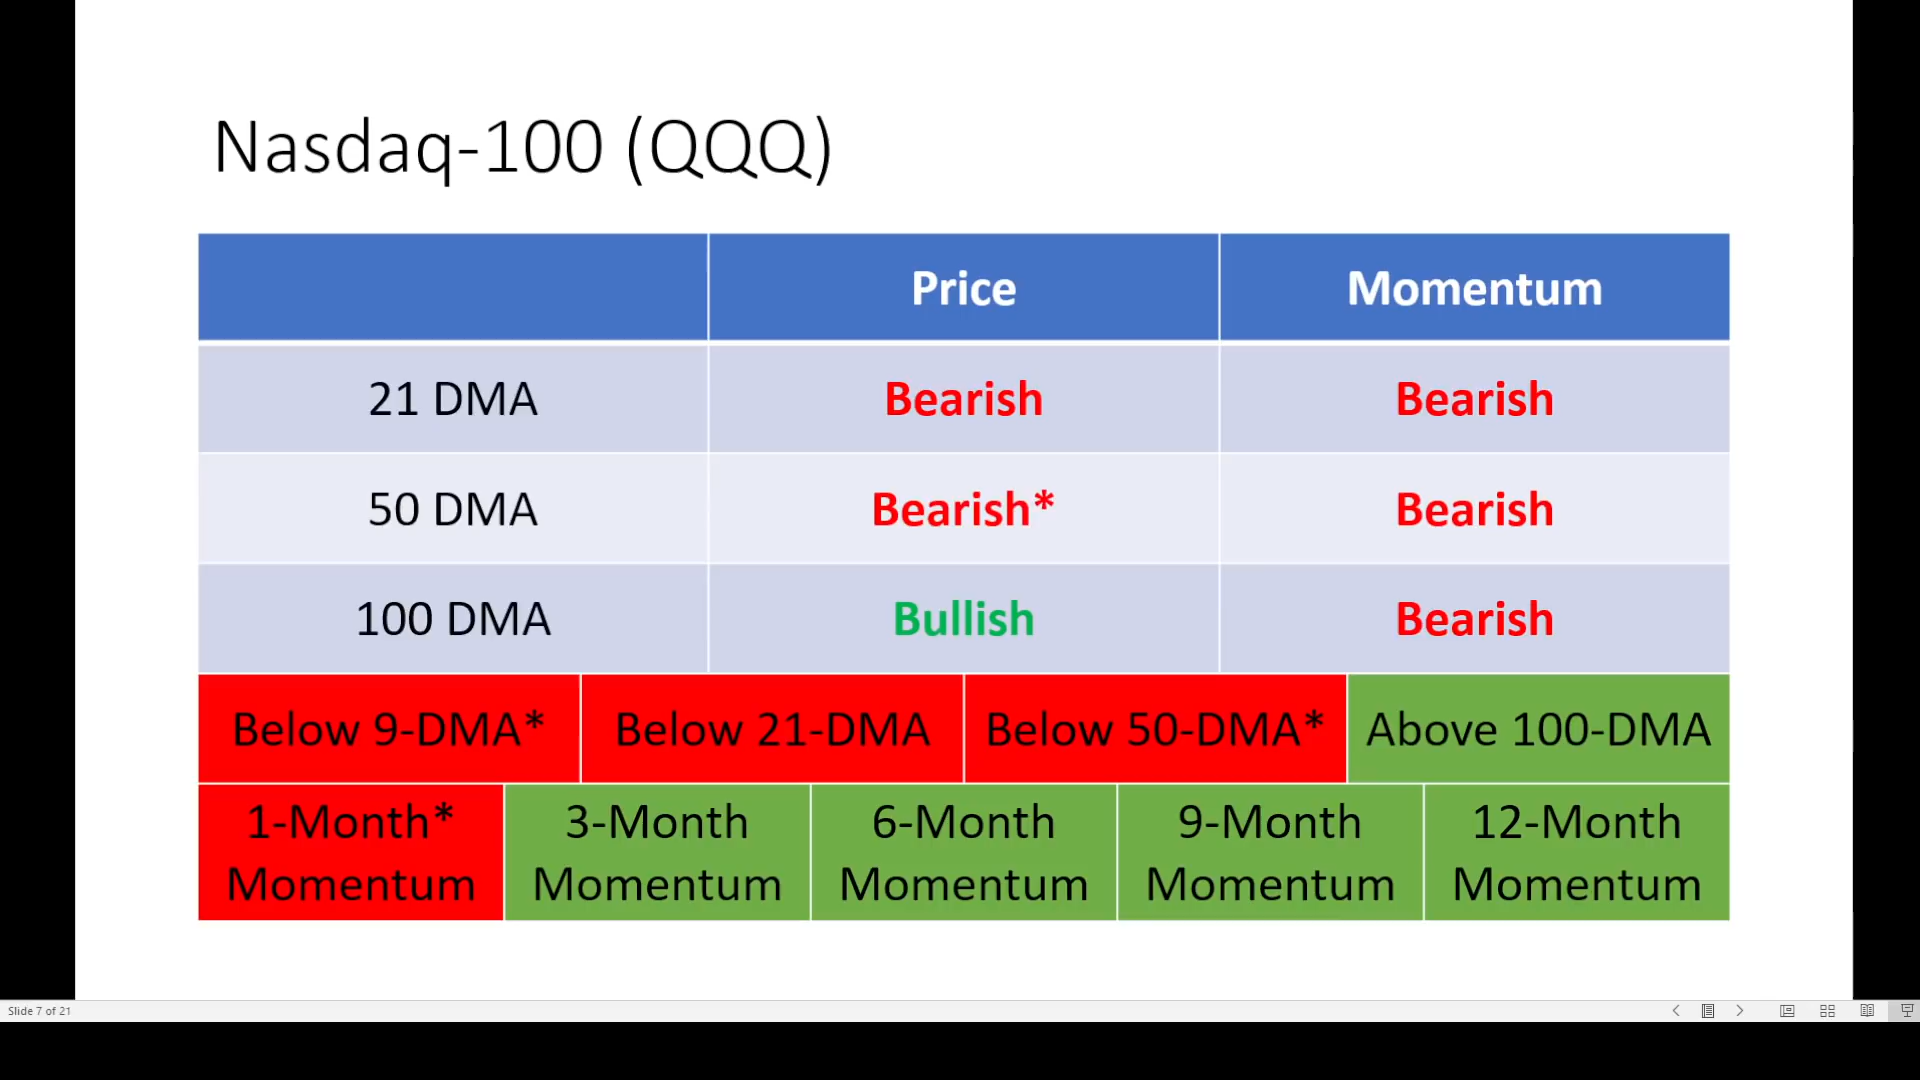 Nasdaq-100 (QQQ)
Price Momentum
21 DMA Bearish Bearish
50 DMA Bearish* Bearish
100 DMA Bullish Bearish
Below 9-DMA* Below 21-DMA Below 50-DMA* Above 100-DMA
1-Month* 3-Month 6-Month 9-Month 12-Month
Momentum Momentum Momentum Momentum Momentum
Slide 7 of 21